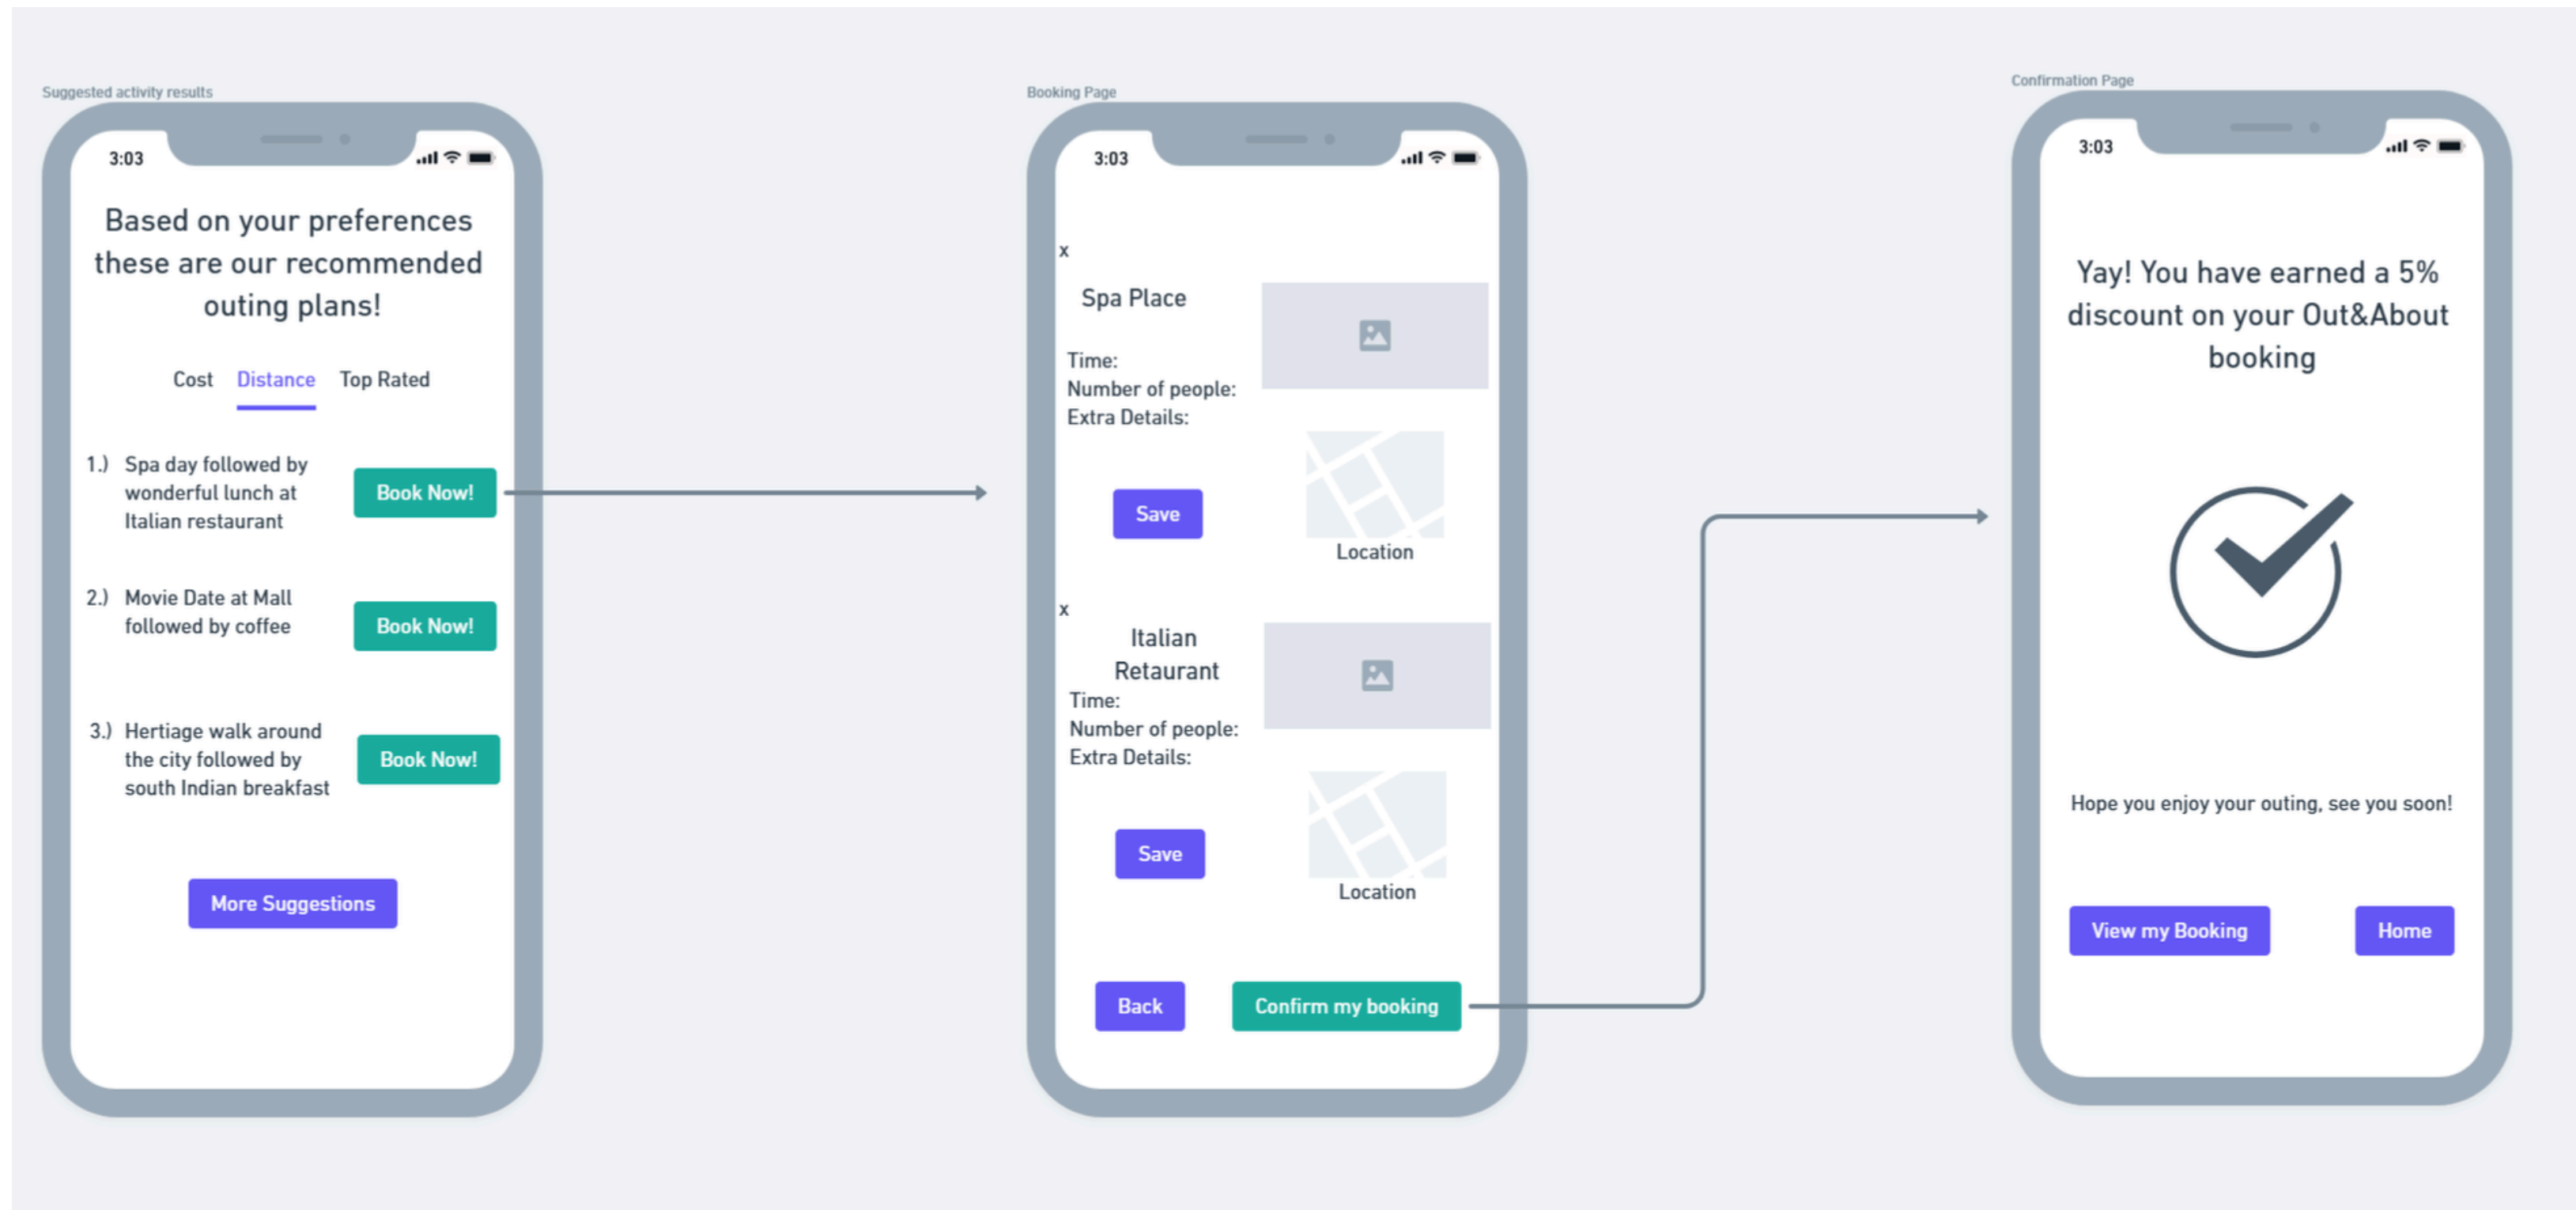 Suggested activity results
3:03
Based on your preferences
these are our recommended
outing plans!
Cost Distance Top Rated
1.) Spa day followed by
wonderful lunch at
Italian restaurant
Book Now!
2.) Movie Date at Mall
followed by coffee
Book Now!
3.) Hertiage walk around
the city followed by
south Indian breakfast
Book Now!
More Suggestions
Booking Page
3:03
x
Spa Place
Time:
Number of people:
Extra Details:
Save
Location
x
Italian
Retaurant
Time:
Number of people:
Extra Details:
Save
Location
Back
Confirm my booking
Confirmation Page
3:03
Yay! You have earned a 5%
discount on your Out&About
booking
Hope you enjoy your outing, see you soon!
View my Booking
Home